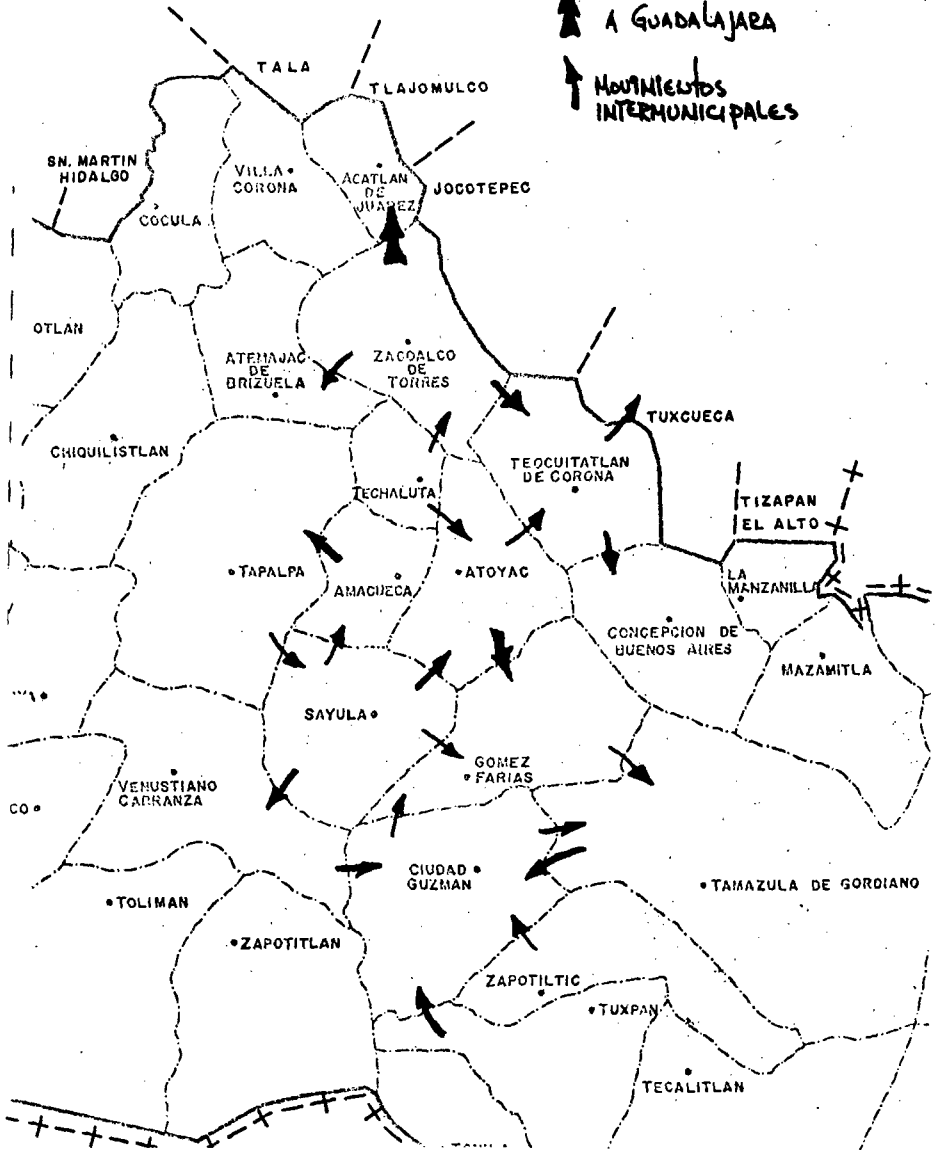 A GUADALAJARA
MOVIMIENTOS
INTERMUNICIPALES
TALA
TLAJOMULCO
SN. MARTIN
HIDALGO
VILLA
CORONA
ACATLAN
DE
JUAREZ
JOCOTEPEC
COCULA
OTLAN
ATEMAJAC
DE
BRIZUELA
ZACOALCO
DE
TORRES
TUXCUECA
CHIQUILISTLAN
TEOCUITATLAN
DE CORONA
TECHALUTA
TIZAPAN
EL ALTO
TAPALPA
AMACUECA
ATOYAC
LA
MANZANILLA
CONCEPCION DE
BUENOS AIRES
MAZAMITLA
SAYULA
GOMEZ
FARIAS
VENUSTIANO
CARRANZA
CO
CIUDAD
GUZMAN
TAMAZULA DE GORDIANO
TOLIMAN
ZAPOTITLAN
ZAPOTILTIC
TUXPAN
TECALITLAN